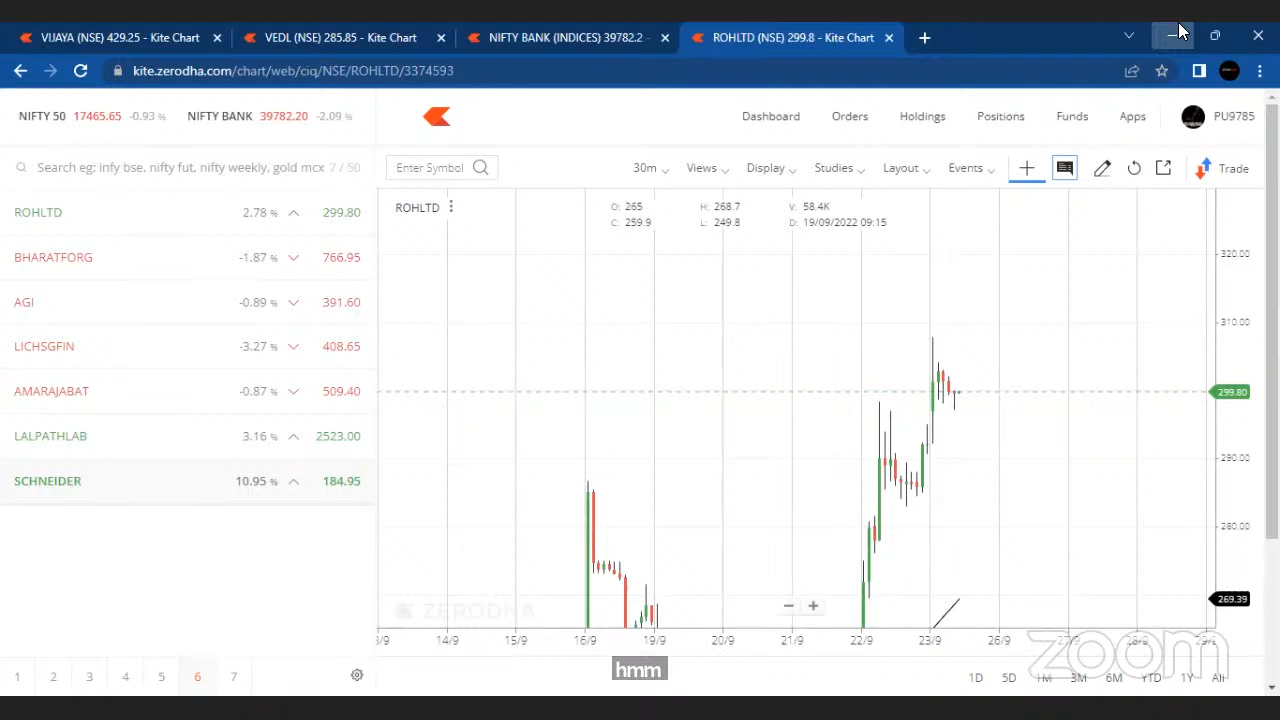 VIJAYA (NSE) 429.25 - Kite Chart
VEDL (NSE) 285.85 - Kite Chart
NIFTY BANK (INDICES) 39782.2 -
ROHLTD (NSE) 299.8 - Kite Chart
kite.zerodha.com/chart/web/ciq/NSE/ROHLTD/3374593
NIFTY 50 17465.65 -0.93 % NIFTY BANK 39782.20 -2.09 %
Dashboard Orders Holdings Positions Funds Apps PU9785
Search eg: infy bse, nifty fut, nifty weekly, gold mcx 7 / 50
Enter Symbol 30m Views Display Studies Layout Events Trade
ROHLTD 2.78 % 299.80
BHARATFORG -1.87 % 766.95
AGI -0.89 % 391.60
LICHSGFIN -3.27 % 408.65
AMARAJABAT -0.87 % 509.40
LALPATHLAB 3.16 % 2523.00
SCHNEIDER 10.95 % 184.95
1 2 3 4 5 6 7
ROHLTD
O: 265 H: 268.7 V: 58.4K
C: 259.9 L: 249.8 D: 19/09/2022 09:15
320.00
310.00
299.80
290.00
280.00
269.39
ZERODHA
14/9 15/9 16/9 19/9 20/9 21/9 22/9 23/9 26/9 27/9 28/9
1D 5D 1M 3M 6M YTD 1Y All
hmm
zoom